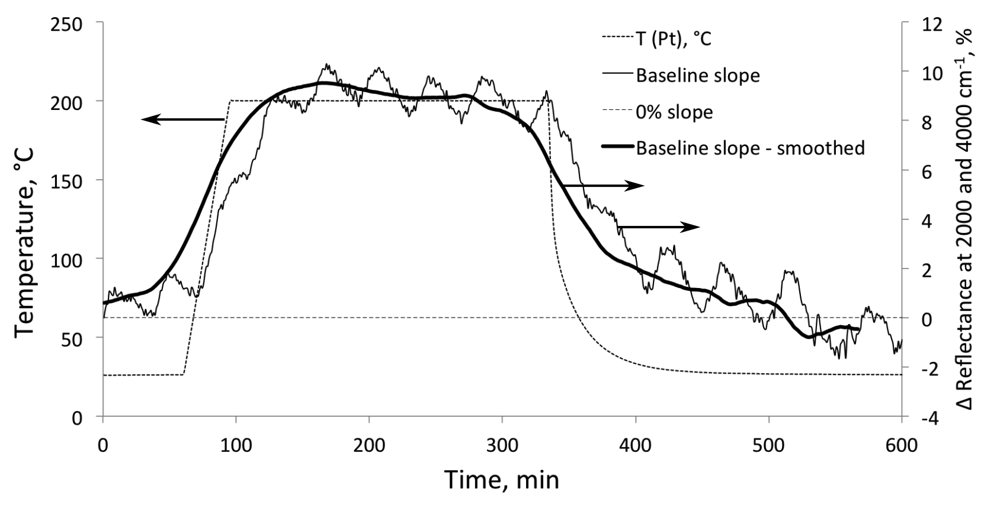 250
200
150
100
50
0
Temperature, °C
T (Pt), °C
Baseline slope
0% slope
Baseline slope - smoothed
12
10
8
6
4
2
0
-2
-4
Δ Reflectance at 2000 and 4000 cm⁻¹, %
0 100 200 300 400 500 600
Time, min